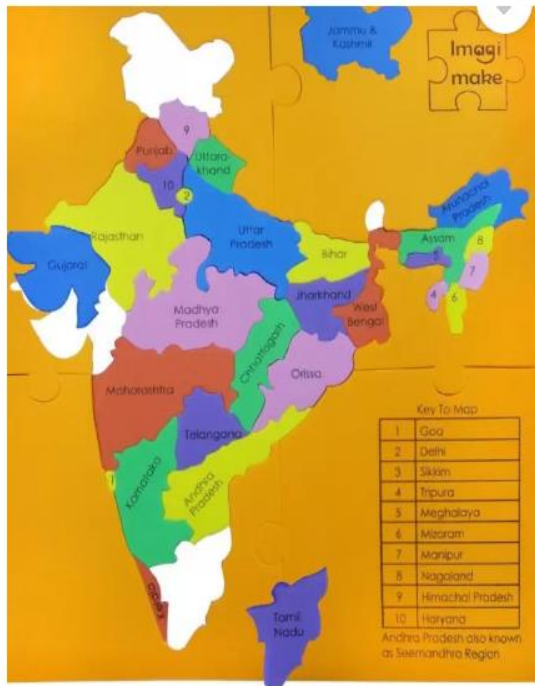 Jammu &
Kashmir
Imagi
make
9
Punjab
Uttara-
khand
10
2
Rajasthan
Uttar
Pradesh
Bihar
Arunachal
Pradesh
Assam
8
5
7
4
6
Gujarat
Madhya
Pradesh
Jharkhand
West
Bengal
Chhattisgarh
Orissa
Maharashtra
Telangana
1
Karnataka
Andhra
Pradesh
Kerala
Tamil
Nadu
Key To Map
1 Goa
2 Delhi
3 Sikkim
4 Tripura
5 Meghalaya
6 Mizoram
7 Manipur
8 Nagaland
9 Himachal Pradesh
10 Haryana
Andhra Pradesh also known
as Seemandhra Region